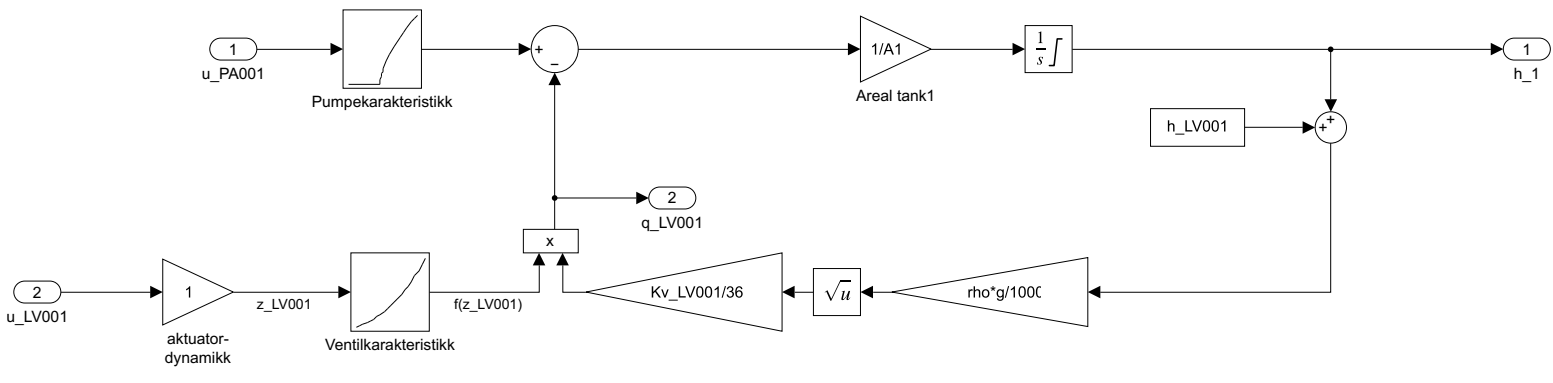 1
u_PA001
Pumpekarakteristikk
+
−
1/A1
Areal tank1
1
s
1
h_1
h_LV001
+
+
2
q_LV001
x
2
u_LV001
1
aktuator-
dynamikk
z_LV001
Ventilkarakteristikk
f(z_LV001)
Kv_LV001/36
√u
rho*g/1000